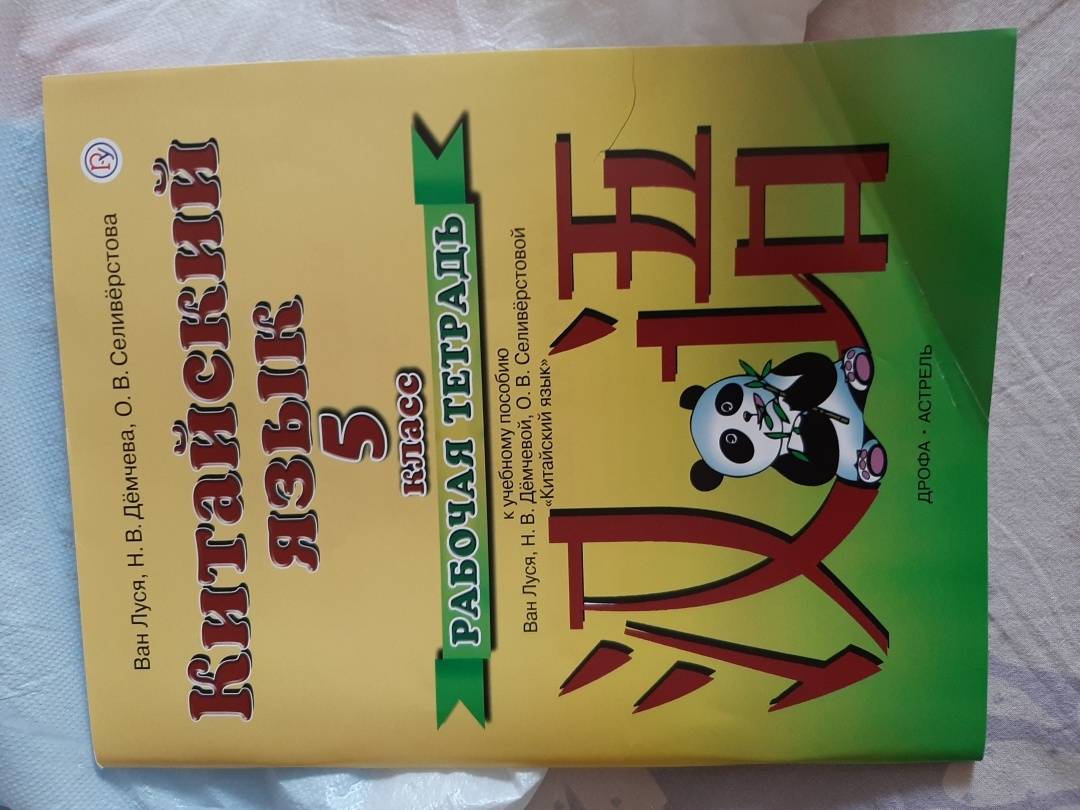 Ван Луся, Н. В. Дёмчева, О. В. Селивёрстова
Китайский
язык
5
класс
РАБОЧАЯ ТЕТРАДЬ
к учебному пособию
Ван Луся, Н. В. Дёмчевой, О. В. Селивёрстовой
«Китайский язык»
汉语
ДРОФА · АСТРЕЛЬ